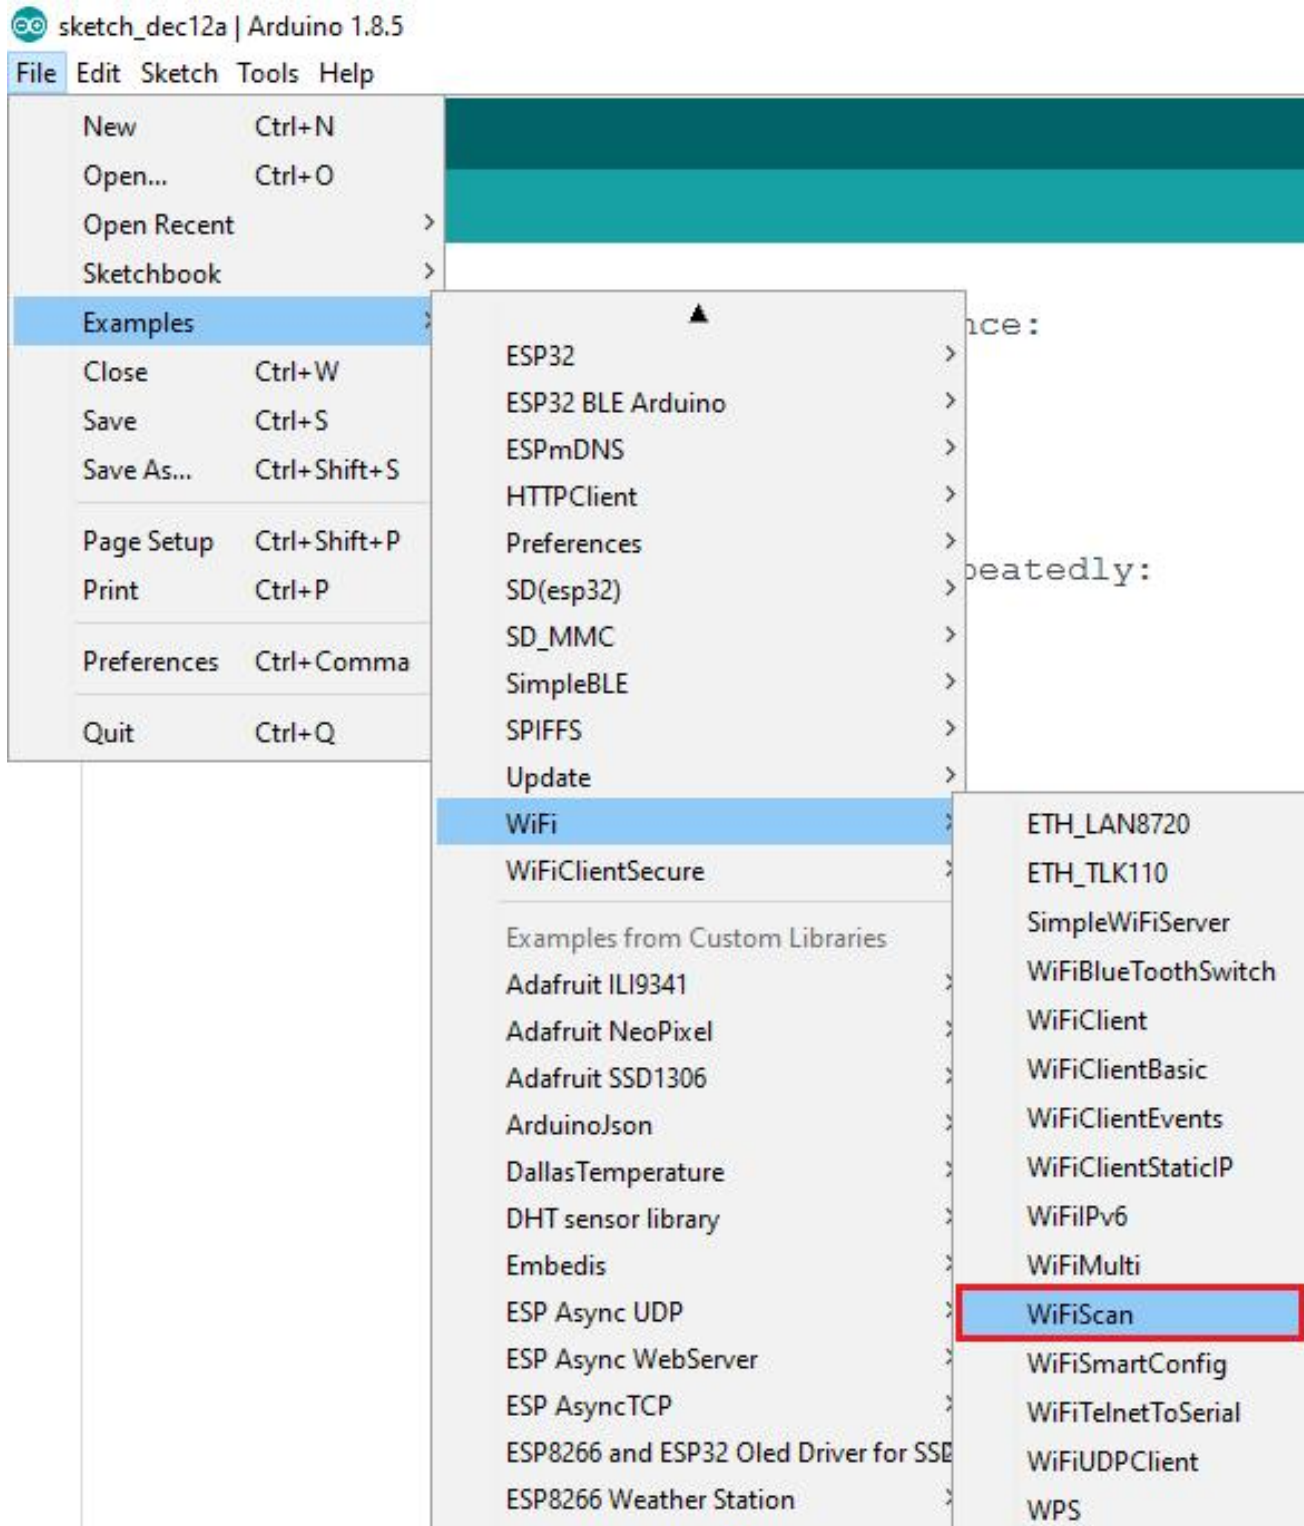 sketch_dec12a | Arduino 1.8.5
File Edit Sketch Tools Help
New Ctrl+N
Open... Ctrl+O
Open Recent
Sketchbook
Examples
Close Ctrl+W
Save Ctrl+S
Save As... Ctrl+Shift+S
Page Setup Ctrl+Shift+P
Print Ctrl+P
Preferences Ctrl+Comma
Quit Ctrl+Q
nce:
peatedly:
ESP32
ESP32 BLE Arduino
ESPmDNS
HTTPClient
Preferences
SD(esp32)
SD_MMC
SimpleBLE
SPIFFS
Update
WiFi
WiFiClientSecure
Examples from Custom Libraries
Adafruit ILI9341
Adafruit NeoPixel
Adafruit SSD1306
ArduinoJson
DallasTemperature
DHT sensor library
Embedis
ESP Async UDP
ESP Async WebServer
ESP AsyncTCP
ESP8266 and ESP32 Oled Driver for SSD
ESP8266 Weather Station
ETH_LAN8720
ETH_TLK110
SimpleWiFiServer
WiFiBlueToothSwitch
WiFiClient
WiFiClientBasic
WiFiClientEvents
WiFiClientStaticIP
WiFiIPv6
WiFiMulti
WiFiScan
WiFiSmartConfig
WiFiTelnetToSerial
WiFiUDPClient
WPS